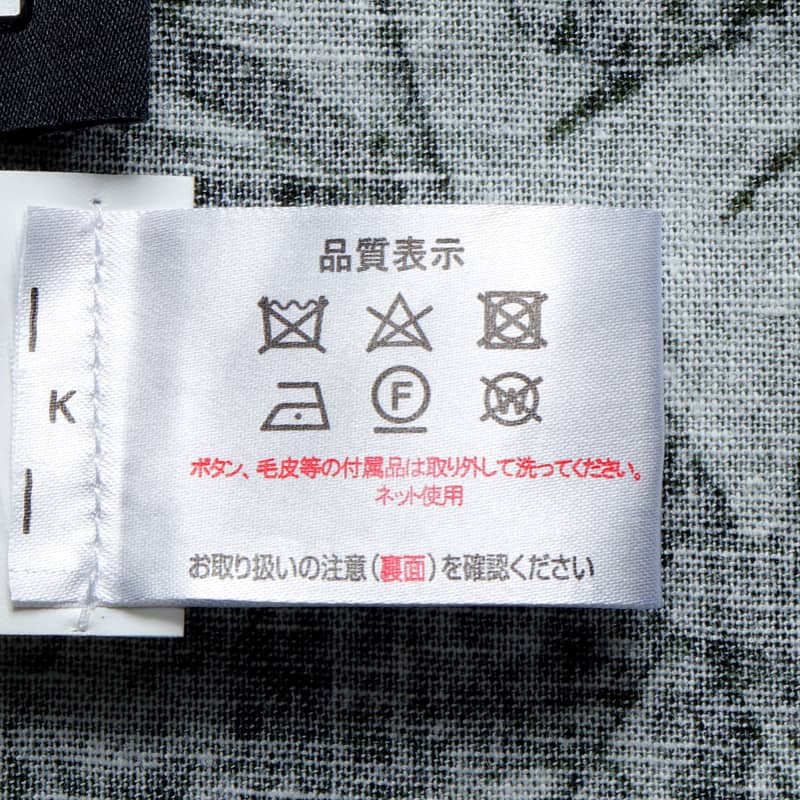 品質表示
F
W
K
ボタン、毛皮等の付属品は取り外して洗ってください。
ネット使用
お取り扱いの注意（裏面）を確認ください